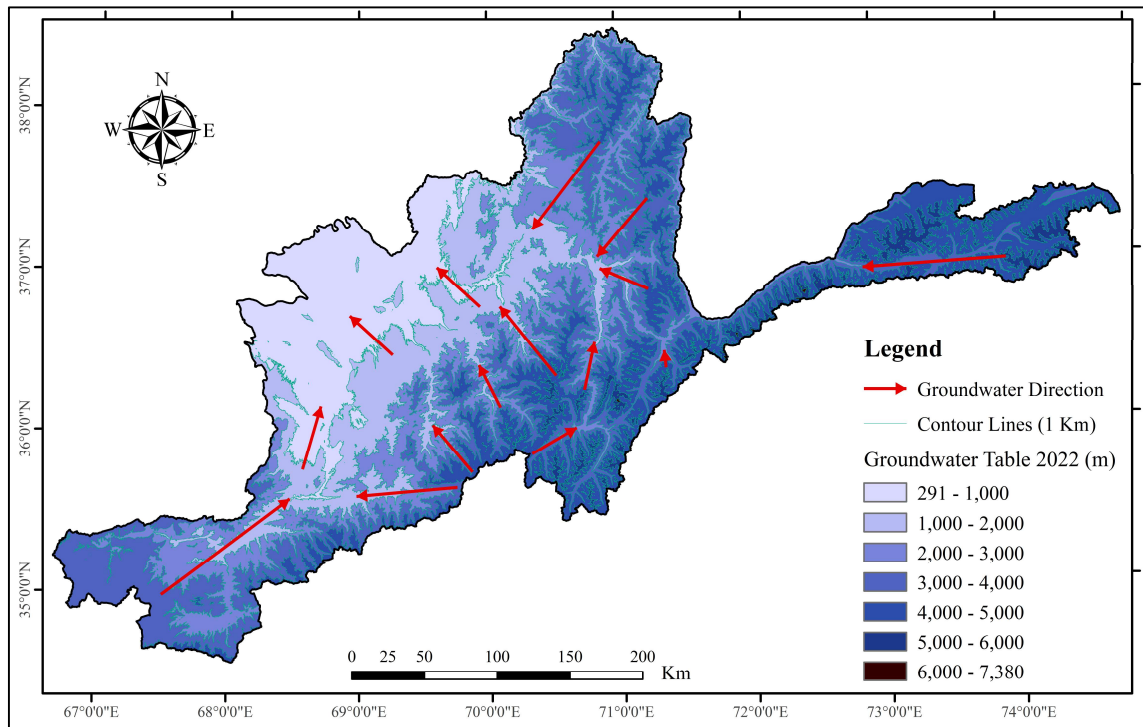 N
W E
S
38°0'0"N
37°0'0"N
36°0'0"N
35°0'0"N
Legend
Groundwater Direction
Contour Lines (1 Km)
Groundwater Table 2022 (m)
291 - 1,000
1,000 - 2,000
2,000 - 3,000
3,000 - 4,000
4,000 - 5,000
5,000 - 6,000
6,000 - 7,380
0 25 50 100 150 200
Km
67°0'0"E 68°0'0"E 69°0'0"E 70°0'0"E 71°0'0"E 72°0'0"E 73°0'0"E 74°0'0"E